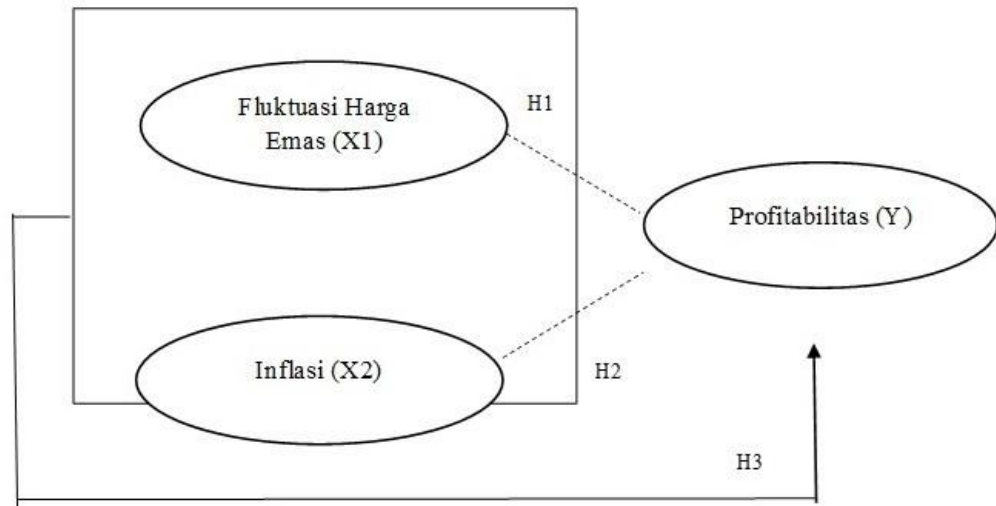 Fluktuasi Harga
Emas (X1)
H1
Profitabilitas (Y)
Inflasi (X2)
H2
H3